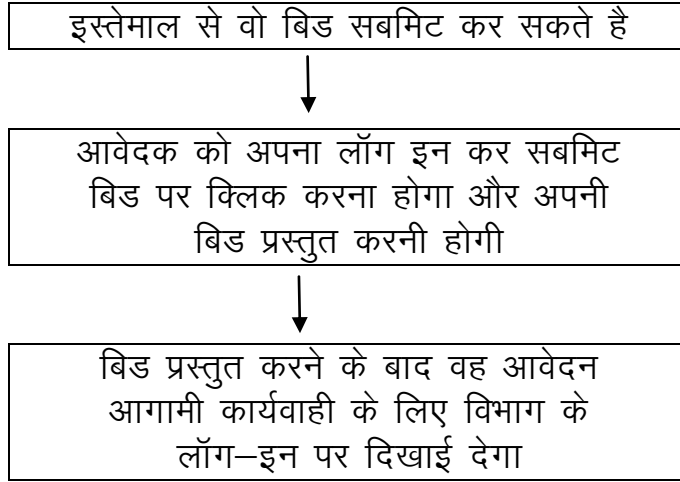 इस्तेमाल से वो बिड सबमिट कर सकते है
आवेदक को अपना लॉग इन कर सबमिट
बिड पर क्लिक करना होगा और अपनी
बिड प्रस्तुत करनी होगी
बिड प्रस्तुत करने के बाद वह आवेदन
आगामी कार्यवाही के लिए विभाग के
लॉग–इन पर दिखाई देगा